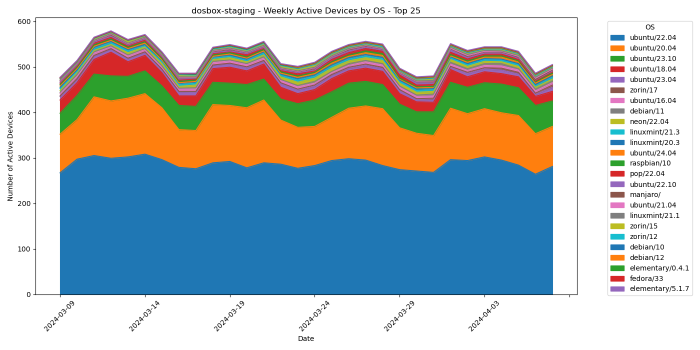 dosbox-staging - Weekly Active Devices by OS - Top 25
Number of Active Devices
600
500
400
300
200
100
0
2024-03-09
2024-03-14
2024-03-19
2024-03-24
2024-03-29
2024-04-03
Date
OS
ubuntu/22.04
ubuntu/20.04
ubuntu/23.10
ubuntu/18.04
ubuntu/23.04
zorin/17
ubuntu/16.04
debian/11
neon/22.04
linuxmint/21.3
linuxmint/20.3
ubuntu/24.04
raspbian/10
pop/22.04
ubuntu/22.10
manjaro/
ubuntu/21.04
linuxmint/21.1
zorin/15
zorin/12
debian/10
debian/12
elementary/0.4.1
fedora/33
elementary/5.1.7